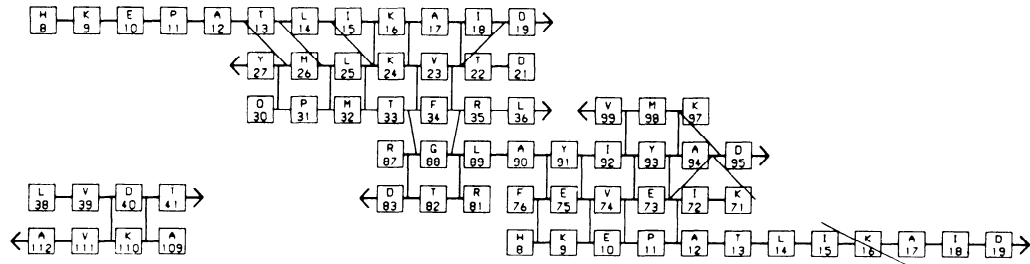 H K E P A T L I K A I D
8 9 10 11 12 13 14 15 16 17 18 19
Y M L K V T D
27 26 25 24 23 22 21
Q P M T F R L V M K
30 31 32 33 34 35 36 99 98 97
R G L A Y I Y A D
87 88 89 90 91 92 93 94 95
L V D T D T R F E V E I K
38 39 40 41 83 82 81 76 75 74 73 72 71
A V K A H K E P A T L I K A I D
112 111 110 109 8 9 10 11 12 13 14 15 16 17 18 19